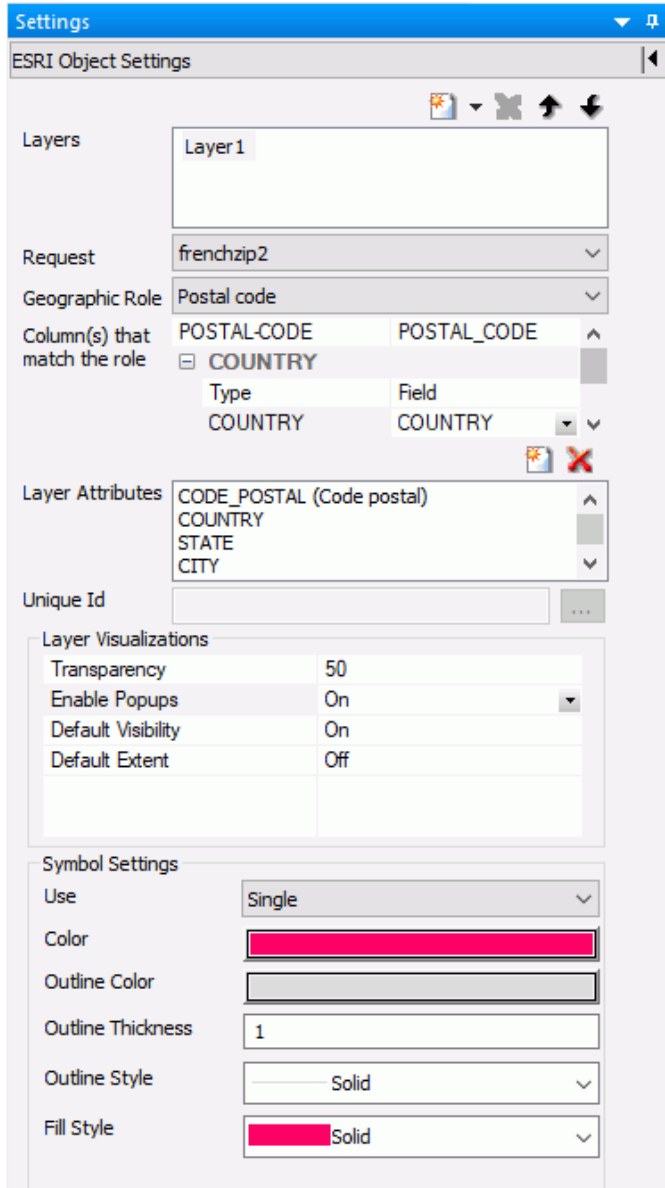 Settings
ESRI Object Settings
Layers
Layer1
Request frenchzip2
Geographic Role Postal code
Column(s) that match the role
POSTAL-CODE POSTAL_CODE
COUNTRY
Type Field
COUNTRY COUNTRY
Layer Attributes
CODE_POSTAL (Code postal)
COUNTRY
STATE
CITY
Unique Id ...
Layer Visualizations
Transparency 50
Enable Popups On
Default Visibility On
Default Extent Off
Symbol Settings
Use Single
Color
Outline Color
Outline Thickness 1
Outline Style Solid
Fill Style Solid